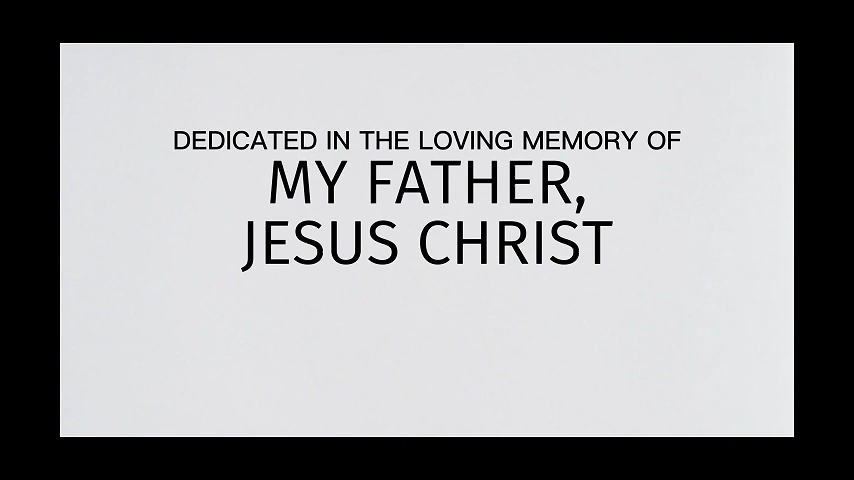 DEDICATED IN THE LOVING MEMORY OF
MY FATHER,
JESUS CHRIST